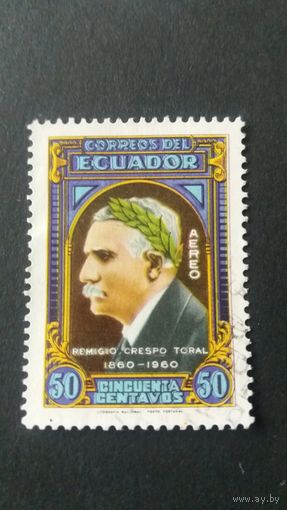 CORREOS DEL
ECUADOR
AEREO
REMIGIO CRESPO TORAL
1860-1960
50 CINCUENTA 50
CENTAVOS
www.ay.by